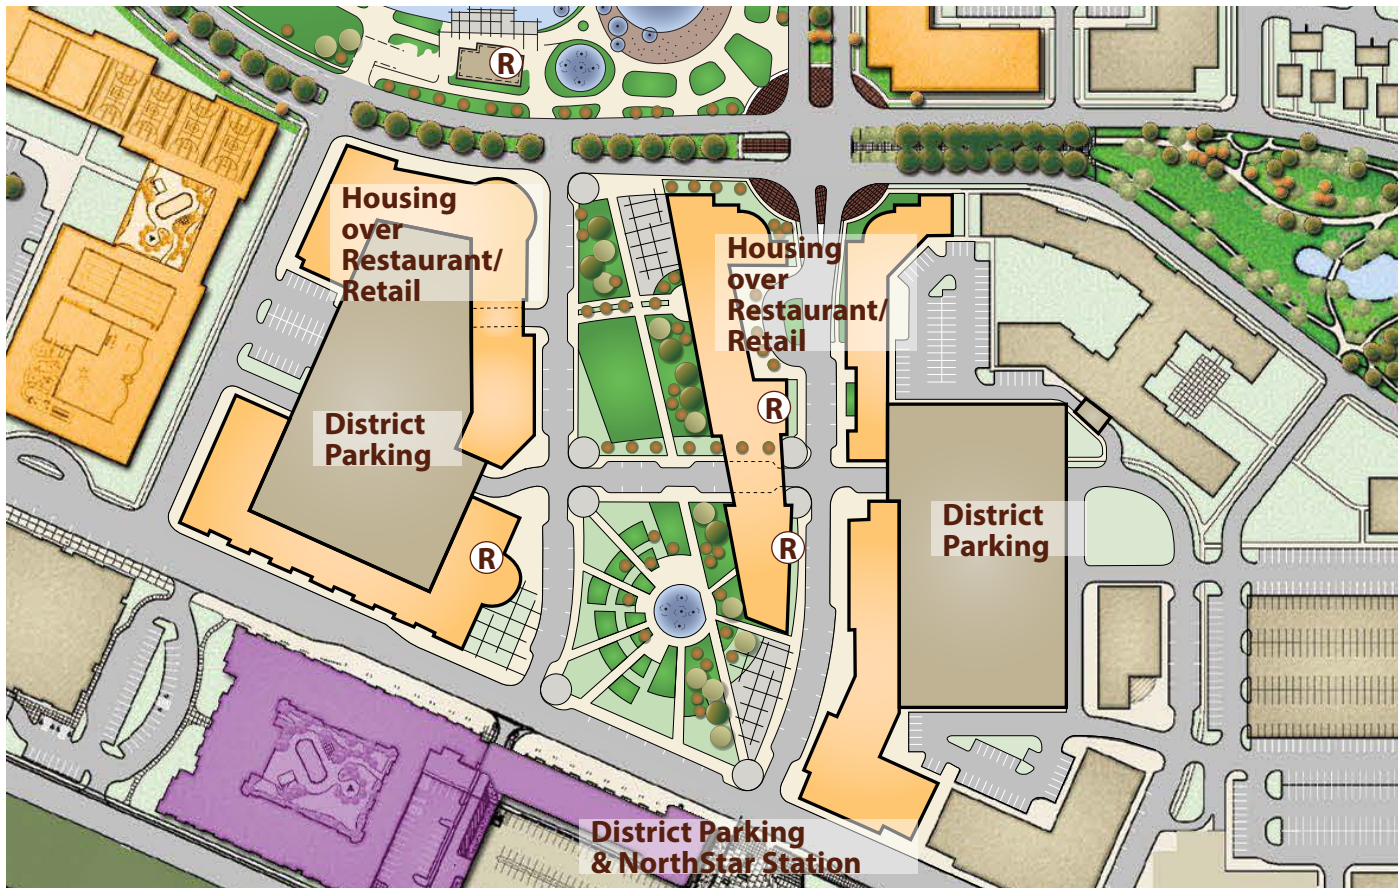 R
Housing
over
Restaurant/
Retail
Housing
over
Restaurant/
Retail
R
District
Parking
District
Parking
R
R
District Parking
& NorthStar Station